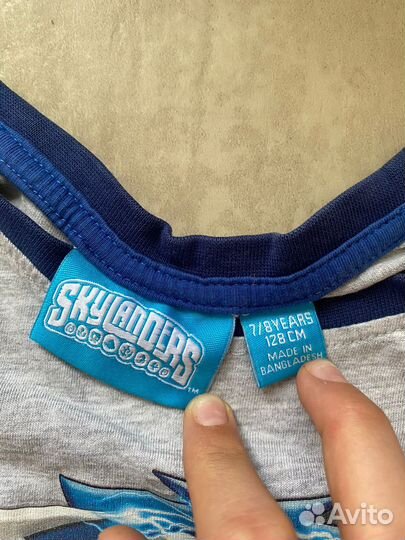 SKYLANDERS
TM
7/8 YEARS
128 CM
MADE IN
BANGLADESH
Avito